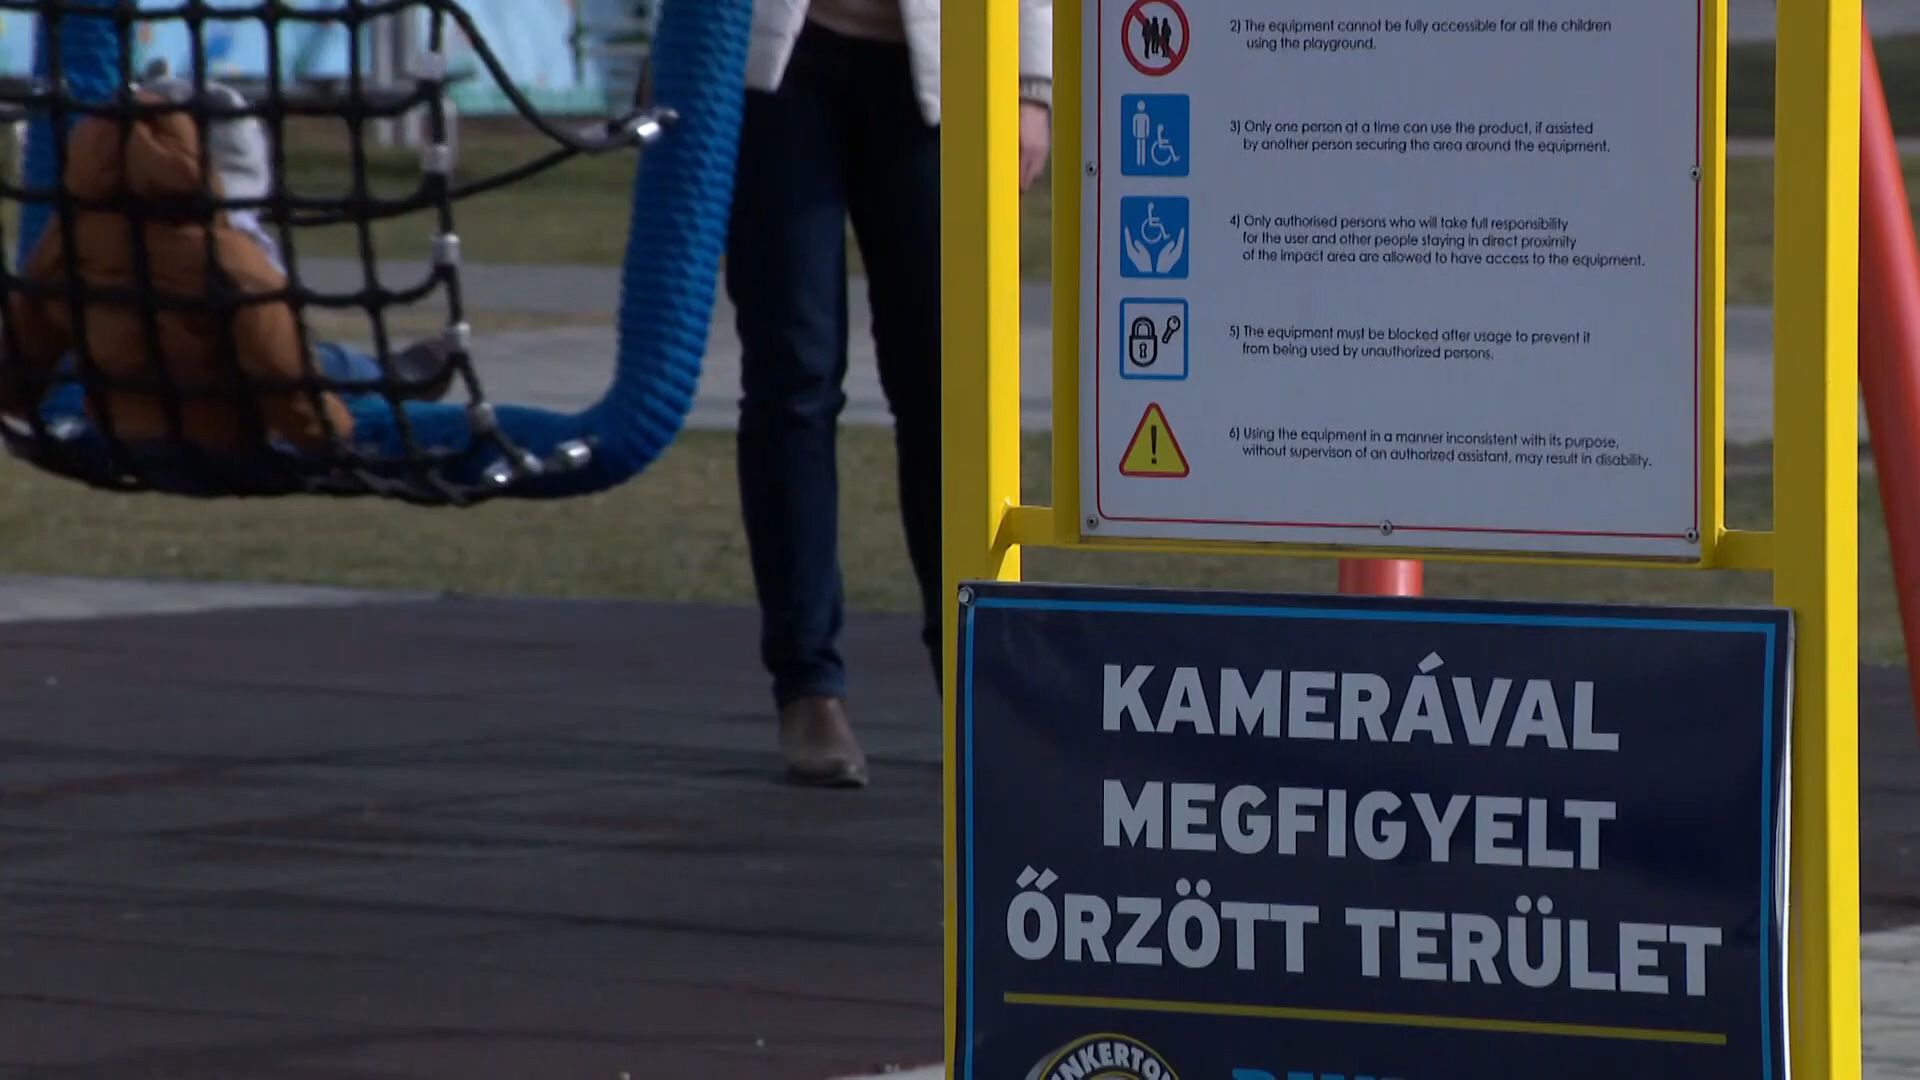 2) The equipment cannot be fully accessible for all the children
using the playground.
3) Only one person at a time can use the product, if assisted
by another person securing the area around the equipment.
4) Only authorised persons who will take full responsibility
for the user and other people staying in direct proximity
of the impact area are allowed to have access to the equipment.
5) The equipment must be blocked after usage to prevent it
from being used by unauthorized persons.
6) Using the equipment in a manner inconsistent with its purpose,
without supervison of an authorized assistant, may result in disability.
KAMERÁVAL
MEGFIGYELT
ŐRZÖTT TERÜLET